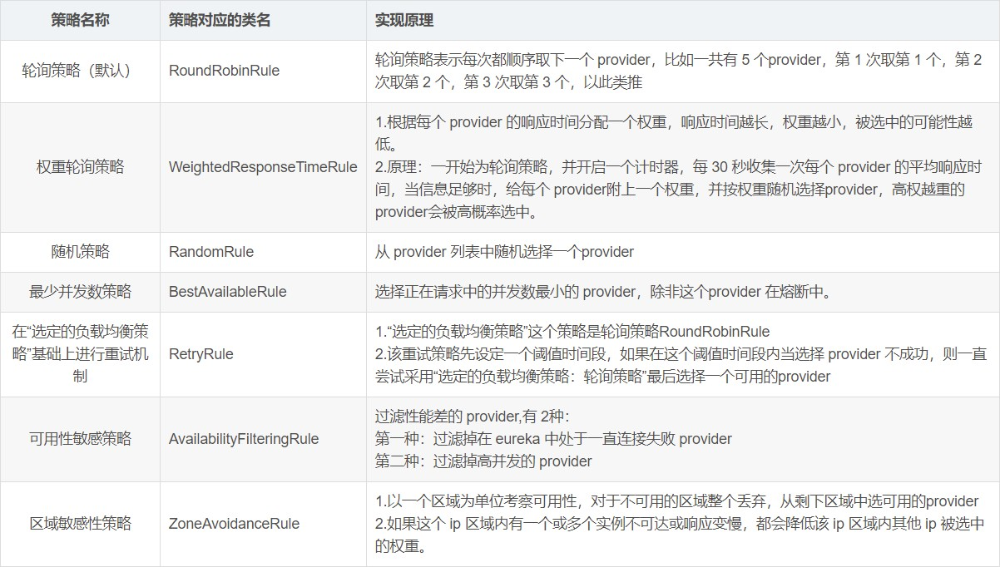 策略名称
策略对应的类名
实现原理
轮询策略（默认）
RoundRobinRule
轮询策略表示每次都顺序取下一个 provider，比如一共有 5 个provider，第 1 次取第 1 个，第 2
次取第 2 个，第 3 次取第 3 个，以此类推
权重轮询策略
WeightedResponseTimeRule
1.根据每个 provider 的响应时间分配一个权重，响应时间越长，权重越小，被选中的可能性越
低。
2.原理：一开始为轮询策略，并开启一个计时器，每 30 秒收集一次每个 provider 的平均响应时
间，当信息足够时，给每个 provider附上一个权重，并按权重随机选择provider，高权越重的
provider会被高概率选中。
随机策略
RandomRule
从 provider 列表中随机选择一个provider
最少并发数策略
BestAvailableRule
选择正在请求中的并发数最小的 provider，除非这个provider 在熔断中。
在“选定的负载均衡策
略”基础上进行重试机
制
RetryRule
1.“选定的负载均衡策略”这个策略是轮询策略RoundRobinRule
2.该重试策略先设定一个阈值时间段，如果在这个阈值时间段内当选择 provider 不成功，则一直
尝试采用“选定的负载均衡策略：轮询策略”最后选择一个可用的provider
可用性敏感策略
AvailabilityFilteringRule
过滤性能差的 provider,有 2种：
第一种：过滤掉在 eureka 中处于一直连接失败 provider
第二种：过滤掉高并发的 provider
区域敏感性策略
ZoneAvoidanceRule
1.以一个区域为单位考察可用性，对于不可用的区域整个丢弃，从剩下区域中选可用的provider
2.如果这个 ip 区域内有一个或多个实例不可达或响应变慢，都会降低该 ip 区域内其他 ip 被选中
的权重。